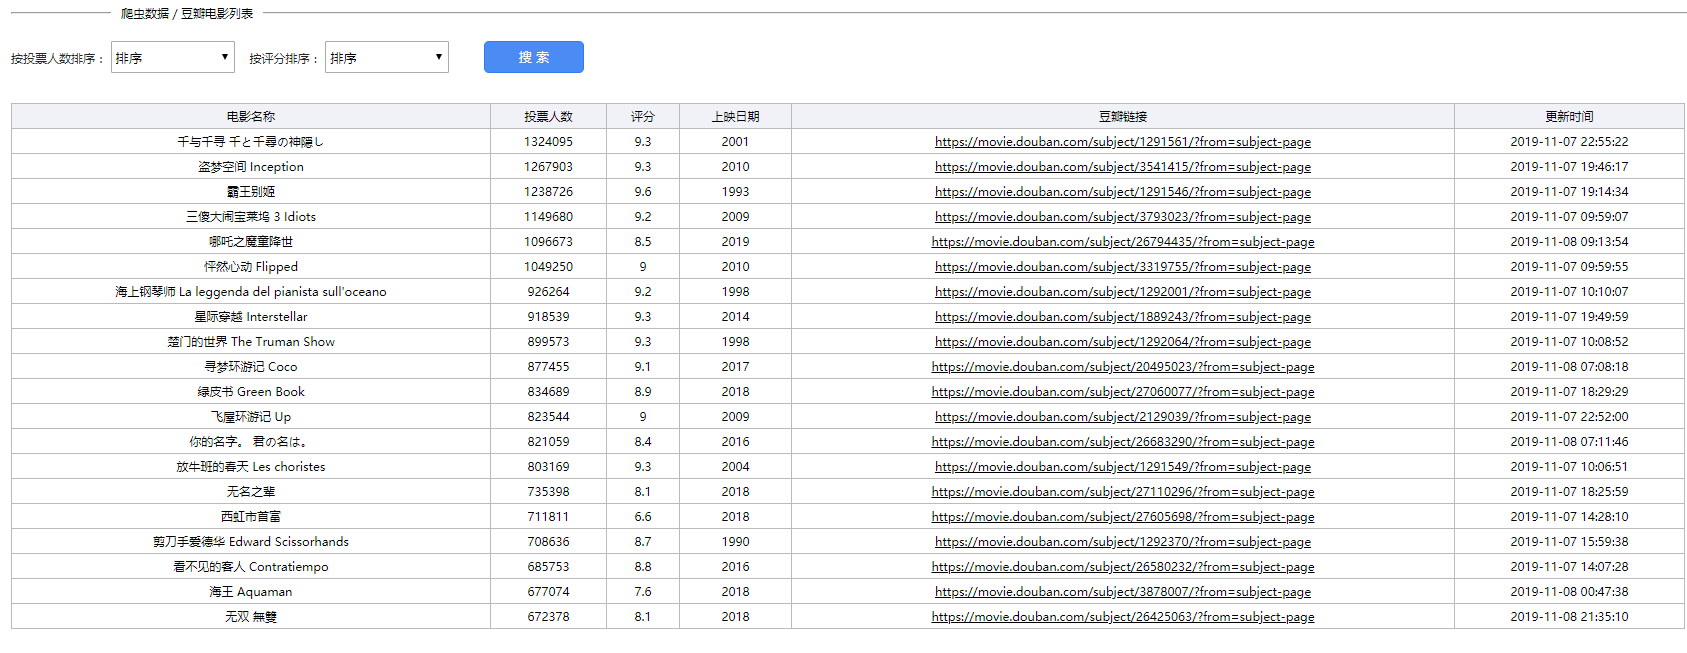 爬虫数据 / 豆瓣电影列表
按投票人数排序： 排序 按评分排序： 排序 搜 索
电影名称 投票人数 评分 上映日期 豆瓣链接 更新时间
千与千寻 千と千尋の神隠し 1324095 9.3 2001 https://movie.douban.com/subject/1291561/?from=subject-page 2019-11-07 22:55:22
盗梦空间 Inception 1267903 9.3 2010 https://movie.douban.com/subject/3541415/?from=subject-page 2019-11-07 19:46:17
霸王别姬 1238726 9.6 1993 https://movie.douban.com/subject/1291546/?from=subject-page 2019-11-07 19:14:34
三傻大闹宝莱坞 3 Idiots 1149680 9.2 2009 https://movie.douban.com/subject/3793023/?from=subject-page 2019-11-07 09:59:07
哪吒之魔童降世 1096673 8.5 2019 https://movie.douban.com/subject/26794435/?from=subject-page 2019-11-08 09:13:54
怦然心动 Flipped 1049250 9 2010 https://movie.douban.com/subject/3319755/?from=subject-page 2019-11-07 09:59:55
海上钢琴师 La leggenda del pianista sull'oceano 926264 9.2 1998 https://movie.douban.com/subject/1292001/?from=subject-page 2019-11-07 10:10:07
星际穿越 Interstellar 918539 9.3 2014 https://movie.douban.com/subject/1889243/?from=subject-page 2019-11-07 19:49:59
楚门的世界 The Truman Show 899573 9.3 1998 https://movie.douban.com/subject/1292064/?from=subject-page 2019-11-07 10:08:52
寻梦环游记 Coco 877455 9.1 2017 https://movie.douban.com/subject/20495023/?from=subject-page 2019-11-08 07:08:18
绿皮书 Green Book 834689 8.9 2018 https://movie.douban.com/subject/27060077/?from=subject-page 2019-11-07 18:29:29
飞屋环游记 Up 823544 9 2009 https://movie.douban.com/subject/2129039/?from=subject-page 2019-11-07 22:52:00
你的名字。 君の名は。 821059 8.4 2016 https://movie.douban.com/subject/26683290/?from=subject-page 2019-11-08 07:11:46
放牛班的春天 Les choristes 803169 9.3 2004 https://movie.douban.com/subject/1291549/?from=subject-page 2019-11-07 10:06:51
无名之辈 735398 8.1 2018 https://movie.douban.com/subject/27110296/?from=subject-page 2019-11-07 18:25:59
西虹市首富 711811 6.6 2018 https://movie.douban.com/subject/27605698/?from=subject-page 2019-11-07 14:28:10
剪刀手爱德华 Edward Scissorhands 708636 8.7 1990 https://movie.douban.com/subject/1292370/?from=subject-page 2019-11-07 15:59:38
看不见的客人 Contratiempo 685753 8.8 2016 https://movie.douban.com/subject/26580232/?from=subject-page 2019-11-07 14:07:28
海王 Aquaman 677074 7.6 2018 https://movie.douban.com/subject/3878007/?from=subject-page 2019-11-08 00:47:38
无双 無雙 672378 8.1 2018 https://movie.douban.com/subject/26425063/?from=subject-page 2019-11-08 21:35:10